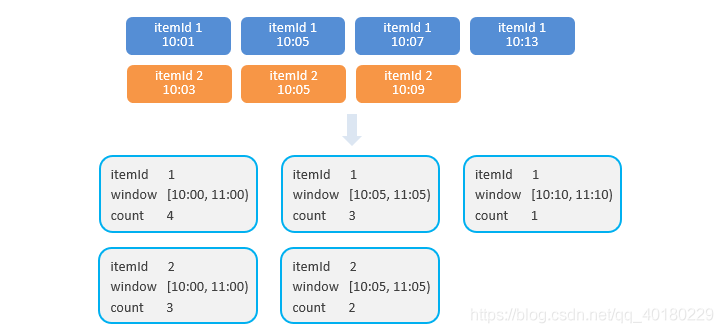 itemId 1
10:01
itemId 1
10:05
itemId 1
10:07
itemId 1
10:13
itemId 2
10:03
itemId 2
10:05
itemId 2
10:09
itemId 1
window [10:00, 11:00)
count 4
itemId 1
window [10:05, 11:05)
count 3
itemId 1
window [10:10, 11:10)
count 1
itemId 2
window [10:00, 11:00)
count 3
itemId 2
window [10:05, 11:05)
count 2
https://blog.csdn.net/qq_40180229